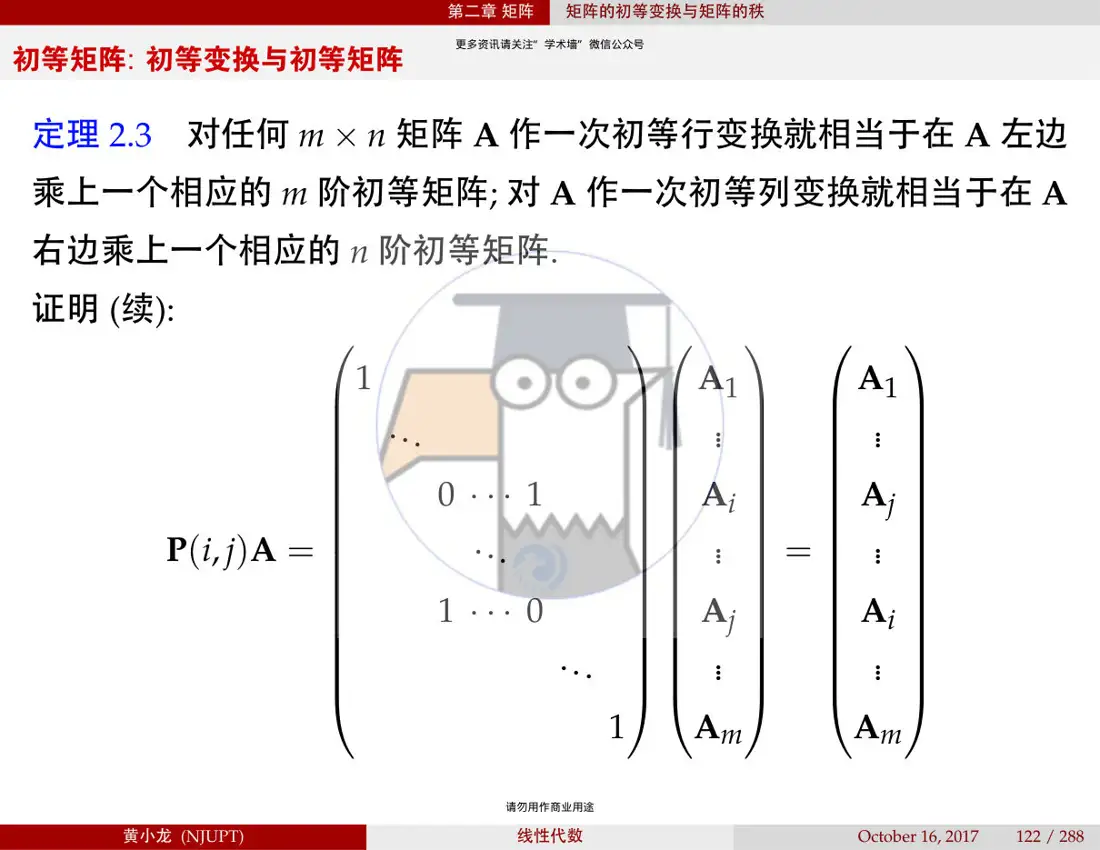 第二章 矩阵 矩阵的初等变换与矩阵的秩
更多资讯请关注“学术墙”微信公众号
初等矩阵: 初等变换与初等矩阵
定理 2.3 对任何 m × n 矩阵 A 作一次初等行变换就相当于在 A 左边
乘上一个相应的 m 阶初等矩阵; 对 A 作一次初等列变换就相当于在 A
右边乘上一个相应的 n 阶初等矩阵.
证明 (续):
1 A₁ A₁
⋱ ⋮ ⋮
0 ⋯ 1 Aᵢ Aⱼ
P(i, j)A = ⋱ ⋮ = ⋮
1 ⋯ 0 Aⱼ Aᵢ
⋱ ⋮ ⋮
1 Aₘ Aₘ
请勿用作商业用途
黄小龙 (NJUPT) 线性代数 October 16, 2017 122 / 288